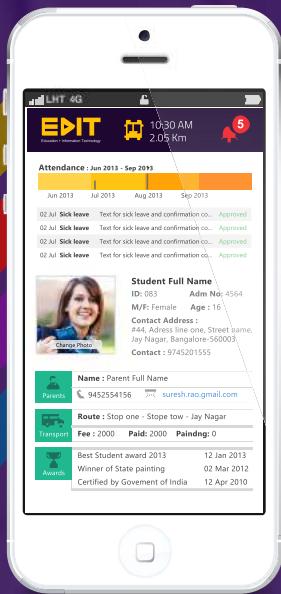 LHT 4G
EDIT
Education + Information Technology
10:30 AM
2.05 Km
5
Attendance : Jun 2013 - Sep 2013
Jun 2013 Jul 2013 Aug 2013 Sep 2013
02 Jul Sick leave Text for sick leave and confirmation co... Approved
02 Jul Sick leave Text for sick leave and confirmation co... Approved
02 Jul Sick leave Text for sick leave and confirmation co... Approved
02 Jul Sick leave Text for sick leave and confirmation co... Approved
Student Full Name
ID: 083 Adm No: 4564
M/F: Female Age : 16
Contact Address :
#44, Adress line one, Street name,
Jay Nagar, Bangalore-560003
Contact : 9745201555
Change Photo
Parents
Name : Parent Full Name
9452554156 suresh.rao.gmail.com
Transport
Route : Stop one - Stope tow - Jay Nagar
Fee : 2000 Paid: 2000 Paindng: 0
Awards
Best Student award 2013 12 Jan 2013
Winner of State painting 02 Mar 2012
Certified by Goverment of India 12 Apr 2010